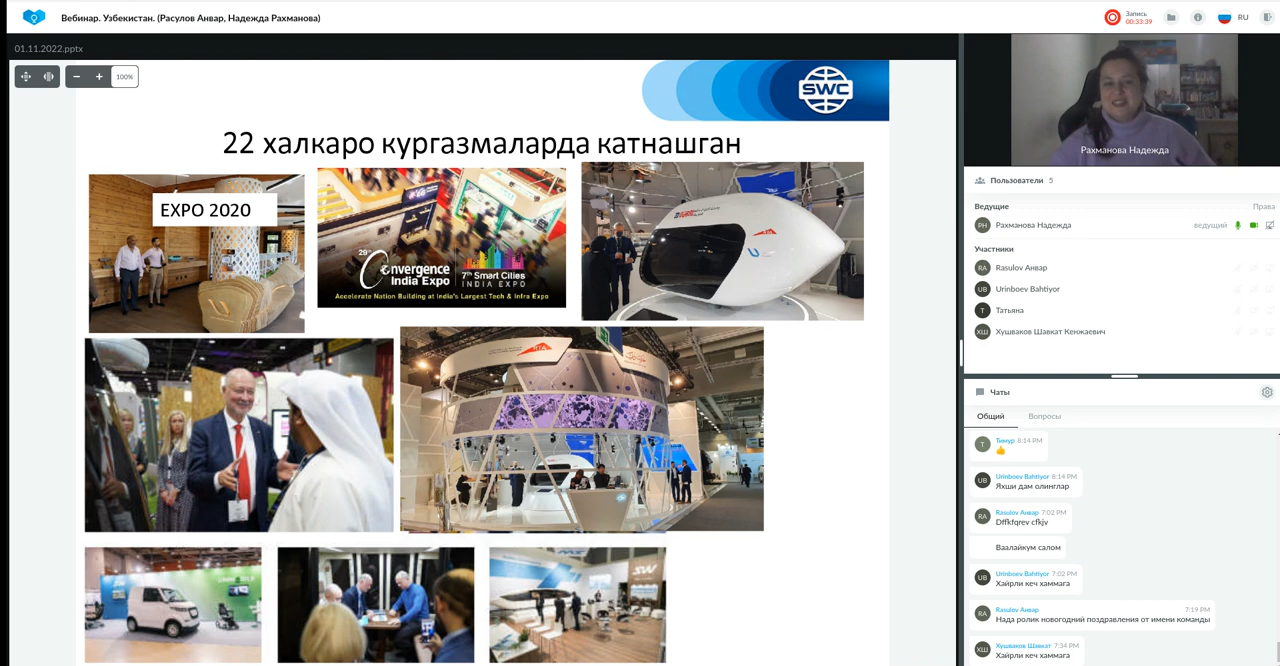 Вебинар. Узбекистан. (Расулов Анвар, Надежда Рахманова)
Запись
00:33:39
RU
01.11.2022.pptx
100%
SWC
22 халкаро кургазмаларда катнашган
EXPO 2020
29th Convergence
India Expo
7th Smart Cities
INDIA EXPO
Accelerate Nation Building at India's Largest Tech & Infra Expo
RTA
Рахманова Надежда
Пользователи 5
Ведущие Права
РН Рахманова Надежда ведущий
Участники
RA Rasulov Анвар
UB Urinboev Bahtiyor
Т Татьяна
ХШ Хушваков Шавкат Кенжаевич
Чаты
Общий Вопросы
Т Тимур 8:14 PM
UB Urinboev Bahtiyor 8:14 PM
Яхши дам олинглар
RA Rasulov Анвар 7:02 PM
Dffkfqrev cfkjv
Ваалайкум салом
UB Urinboev Bahtiyor 7:02 PM
Хайрли кеч хаммага
RA Rasulov Анвар 7:19 PM
Нада ролик новогодний поздравления от имени команды
ХШ Хушваков Шавкат 7:34 PM
Хайрли кеч хаммага